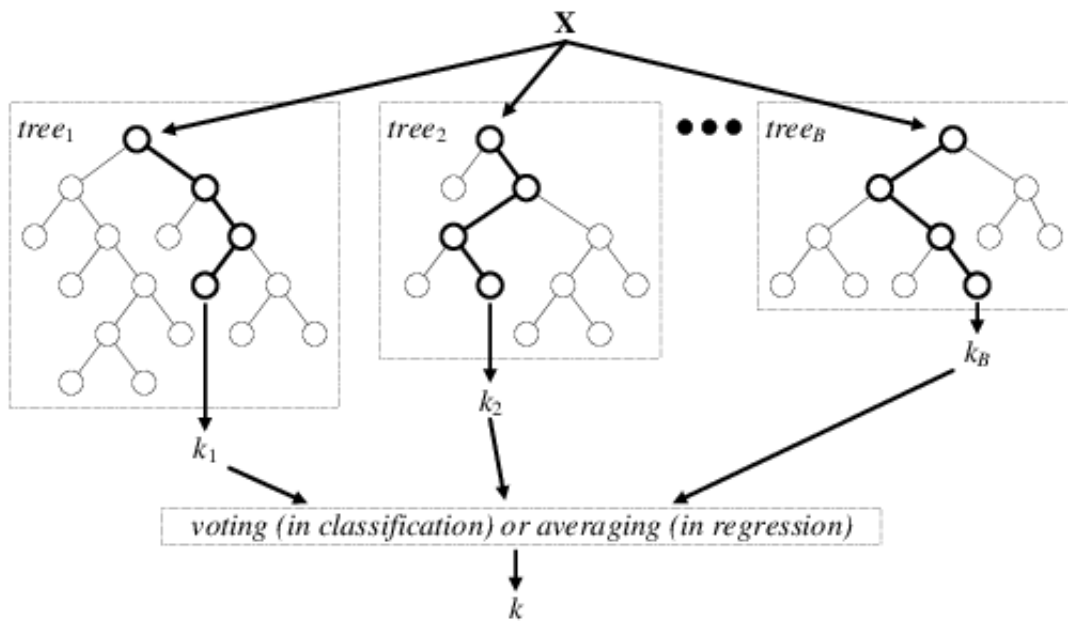 X
tree1
tree2
treeB
kB
k2
k1
voting (in classification) or averaging (in regression)
k